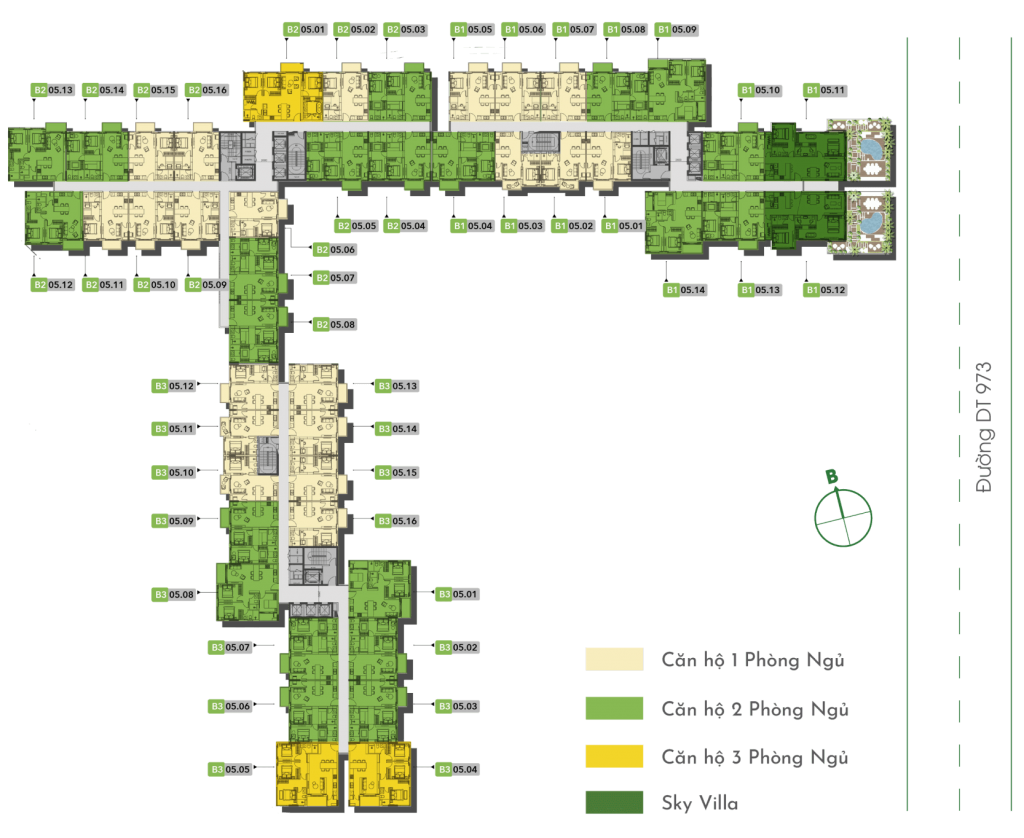 B2 05.01
B2 05.02
B2 05.03
B1 05.05
B1 05.06
B1 05.07
B1 05.08
B1 05.09
B2 05.13
B2 05.14
B2 05.15
B2 05.16
B1 05.10
B1 05.11
B2 05.05
B2 05.04
B1 05.04
B1 05.03
B1 05.02
B1 05.01
B2 05.06
B2 05.07
B2 05.12
B2 05.11
B2 05.10
B2 05.09
B1 05.14
B1 05.13
B1 05.12
B2 05.08
B3 05.12
B3 05.13
B3 05.11
B3 05.14
B3 05.10
B3 05.15
B3 05.09
B3 05.16
B3 05.08
B3 05.01
B3 05.07
B3 05.02
B3 05.06
B3 05.03
B3 05.05
B3 05.04
Đường DT 973
B
Căn hộ 1 Phòng Ngủ
Căn hộ 2 Phòng Ngủ
Căn hộ 3 Phòng Ngủ
Sky Villa